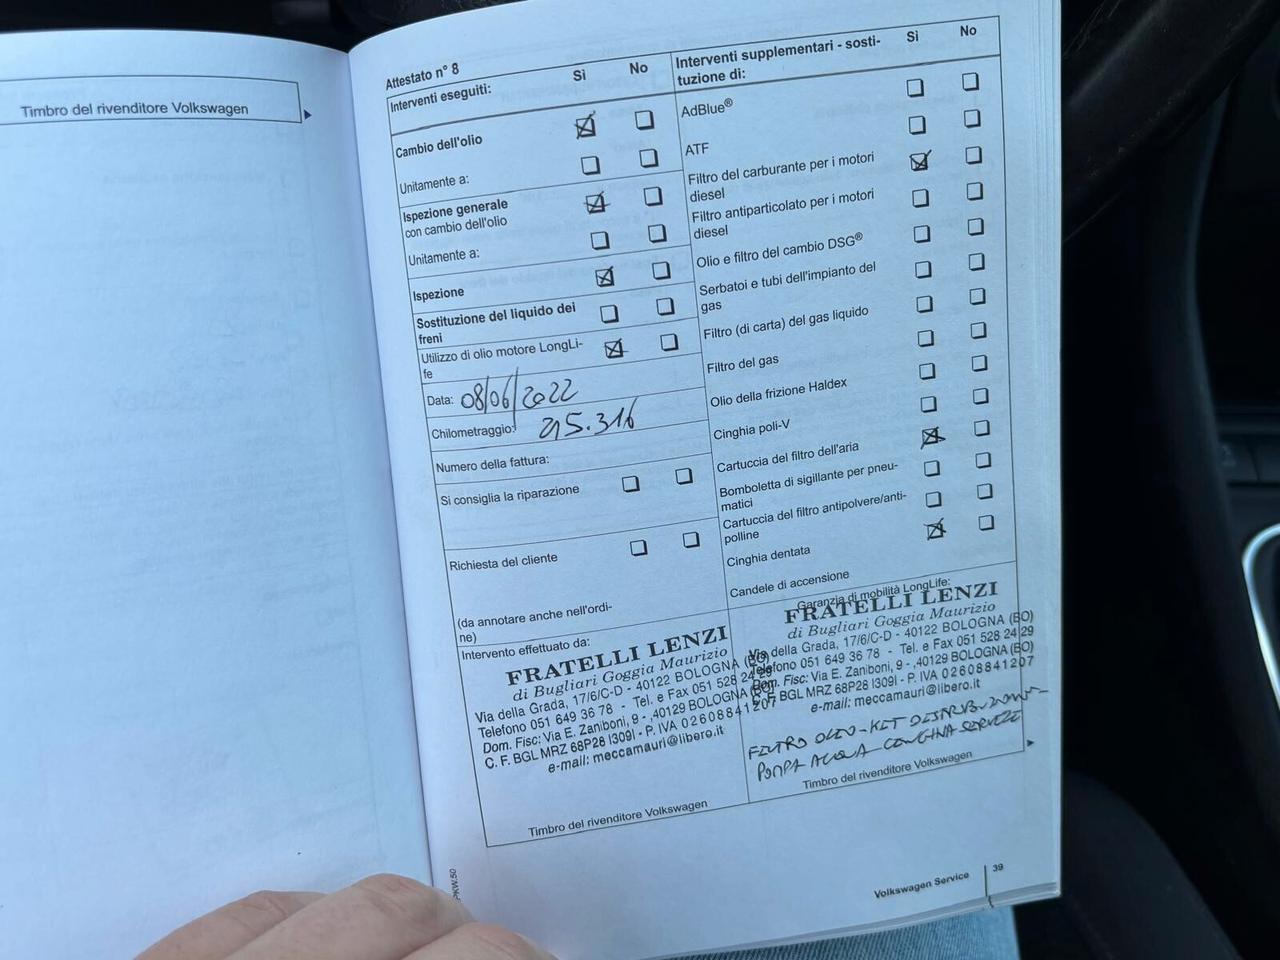 Timbro del rivenditore Volkswagen
Attestato n° 8
Interventi eseguiti:
Sì
No
Cambio dell'olio
Unitamente a:
Ispezione generale
con cambio dell'olio
Unitamente a:
Ispezione
Sostituzione del liquido dei
freni
Utilizzo di olio motore LongLi-
fe
Data: 08/06/2022
Chilometraggio: 215.316
Numero della fattura:
Si consiglia la riparazione
Richiesta del cliente
(da annotare anche nell'ordi-
ne)
Intervento effettuato da:
FRATELLI LENZI
di Bugliari Goggia Maurizio
Via della Grada, 17/6/C-D - 40122 BOLOGNA (BO)
Telefono 051 649 36 78 - Tel. e Fax 051 528 24 29
Dom. Fisc: Via E. Zaniboni, 9 - 40129 BOLOGNA (BO)
C. F. BGL MRZ 68P28 I309I - P. IVA 02608841207
e-mail: meccamauri@libero.it
Timbro del rivenditore Volkswagen
Interventi supplementari - sosti-
tuzione di:
Sì
No
AdBlue®
ATF
Filtro del carburante per i motori
diesel
Filtro antiparticolato per i motori
diesel
Olio e filtro del cambio DSG®
Serbatoi e tubi dell'impianto del
gas
Filtro (di carta) del gas liquido
Filtro del gas
Olio della frizione Haldex
Cinghia poli-V
Cartuccia del filtro dell'aria
Bomboletta di sigillante per pneu-
matici
Cartuccia del filtro antipolvere/anti-
polline
Cinghia dentata
Candele di accensione
Garanzia di mobilità LongLife:
FRATELLI LENZI
di Bugliari Goggia Maurizio
Via della Grada, 17/6/C-D - 40122 BOLOGNA (BO)
Telefono 051 649 36 78 - Tel. e Fax 051 528 24 29
Dom. Fisc: Via E. Zaniboni, 9 - 40129 BOLOGNA (BO)
C. F. BGL MRZ 68P28 I309I - P. IVA 02608841207
e-mail: meccamauri@libero.it
FILTRO OLIO - KIT DISTRIBUZIONE
POMPA ACQUA CINGHIA SERVIZI
Timbro del rivenditore Volkswagen
Volkswagen Service
39